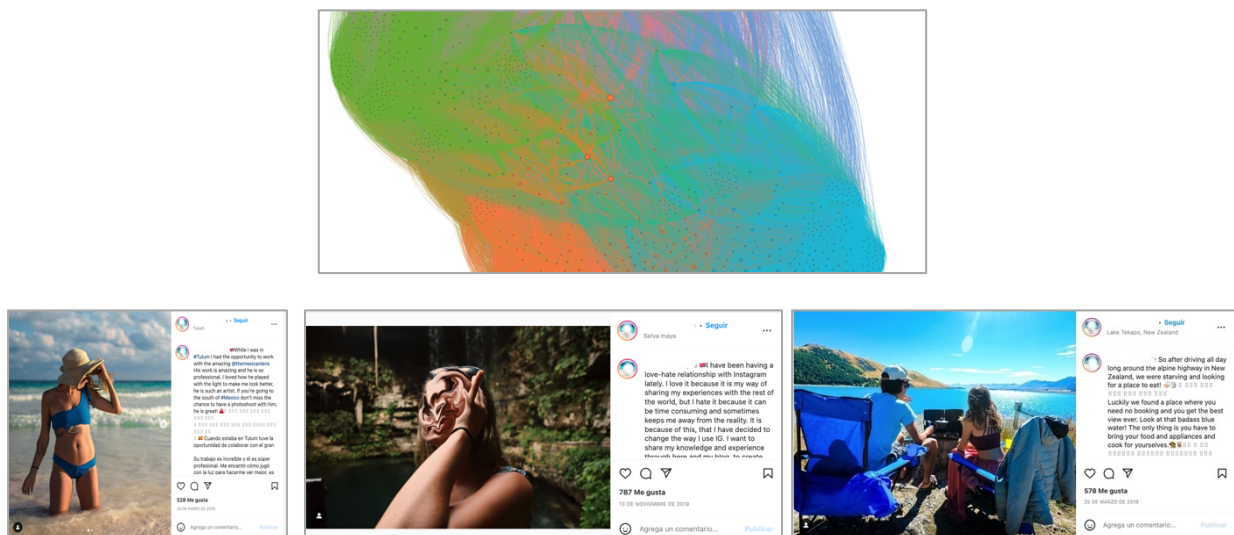 • Seguir
Tulum
While I was in
#Tulum I had the opportunity to work
with the amazing @themexicanlens
His work is amazing and he is so
professional. I loved how he played
with the light to make me look better,
he is such an artist. If you're going to
the south of #Mexico don't miss the
chance to have a photoshoot with him,
he is great!
Cuando estaba en Tulum tuve la
oportunidad de colaborar con el gran
Su trabajo es increíble y él es súper
profesional. Me encantó cómo jugó
con la luz para hacerme ver mejor, es
528 Me gusta
DE ENERO DE 2020
Agrega un comentario...
Publicar
• Seguir
Selva maya
I have been having a
love-hate relationship with Instagram
lately. I love it because it is my way of
sharing my experiences with the rest of
the world, but I hate it because it can
be time consuming and sometimes
keeps me away from the reality. It is
because of this, that I have decided to
change the way I use IG. I want to
share my knowledge and experience
through here and my blog, to create
787 Me gusta
13 DE NOVIEMBRE DE 2019
Agrega un comentario...
Publicar
• Seguir
Lake Tekapo, New Zealand
So after driving all day
long around the alpine highway in New
Zealand, we were starving and looking
for a place to eat!
Luckily we found a place where you
need no booking and you get the best
view ever. Look at that badass blue
water! The only thing is you have to
bring your food and appliances and
cook for yourselves.
578 Me gusta
25 DE MARZO DE 2019
Agrega un comentario...
Publicar